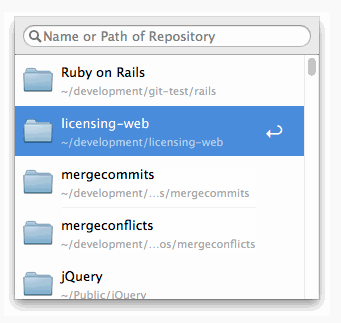 Name or Path of Repository
Ruby on Rails
~/development/git-test/rails
licensing-web
~/development/licensing-web
mergecommits
~/development/...s/mergecommits
mergeconflicts
~/development/...os/mergeconflicts
jQuery
~/Public/jQuery